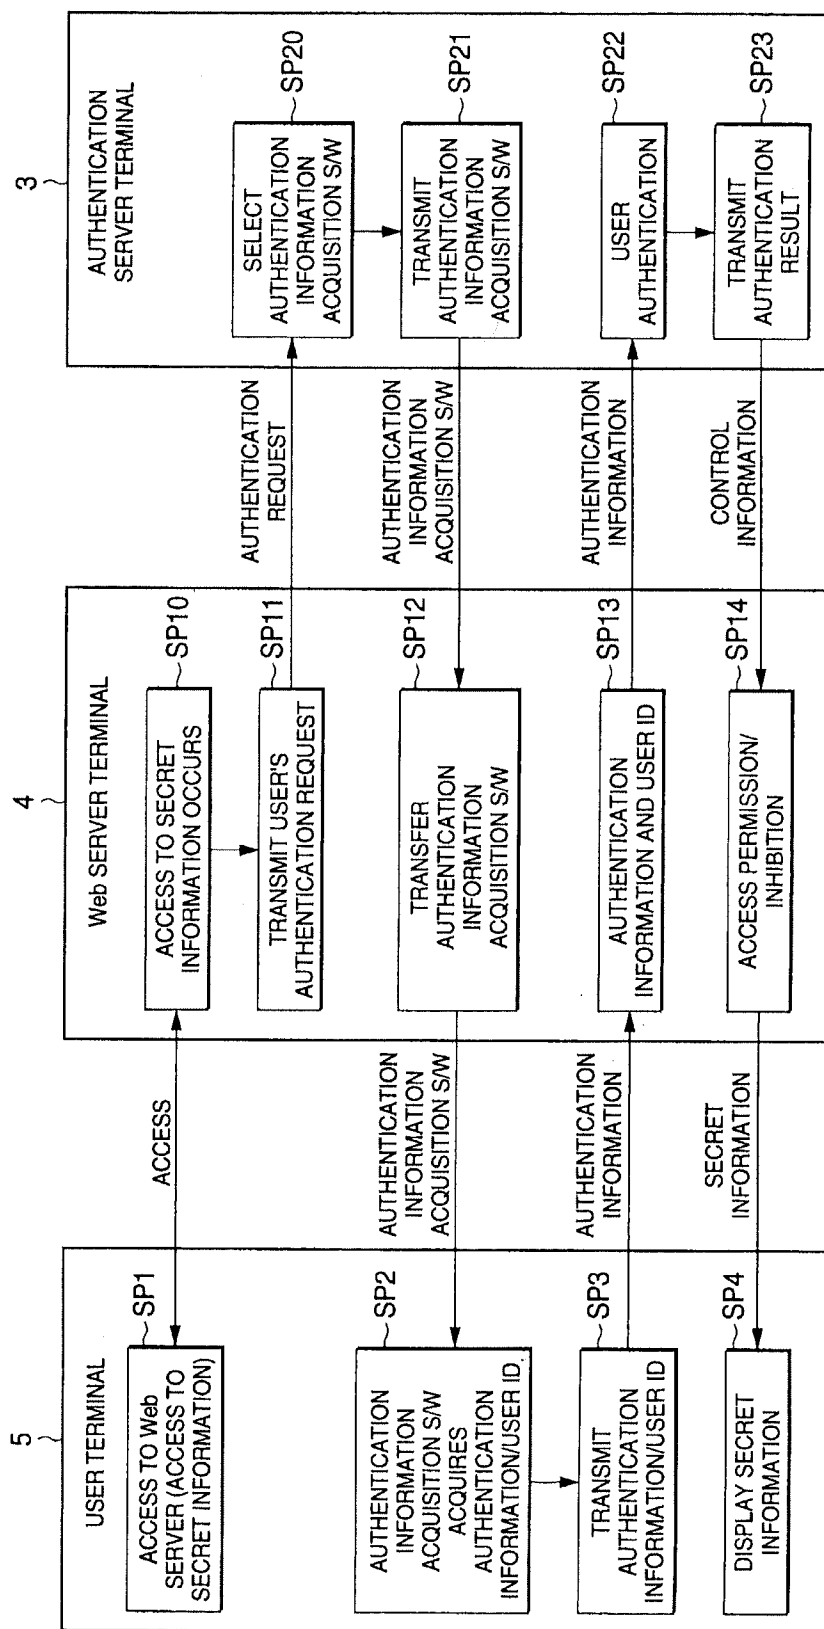 5
USER TERMINAL
ACCESS TO Web
SERVER (ACCESS TO
SECRET INFORMATION)
SP1
AUTHENTICATION
INFORMATION
ACQUISITION S/W
ACQUIRES
AUTHENTICATION
INFORMATION/USER ID
SP2
TRANSMIT
AUTHENTICATION
INFORMATION/USER ID
SP3
DISPLAY SECRET
INFORMATION
SP4
ACCESS
AUTHENTICATION
INFORMATION
ACQUISITION S/W
AUTHENTICATION
INFORMATION
SECRET
INFORMATION
4
Web SERVER TERMINAL
ACCESS TO SECRET
INFORMATION OCCURS
SP10
TRANSMIT USER'S
AUTHENTICATION REQUEST
SP11
TRANSFER
AUTHENTICATION
INFORMATION
ACQUISITION S/W
SP12
AUTHENTICATION
INFORMATION AND USER ID
SP13
ACCESS PERMISSION/
INHIBITION
SP14
AUTHENTICATION
REQUEST
AUTHENTICATION
INFORMATION
ACQUISITION S/W
AUTHENTICATION
INFORMATION
CONTROL
INFORMATION
3
AUTHENTICATION
SERVER TERMINAL
SELECT
AUTHENTICATION
INFORMATION
ACQUISITION S/W
SP20
TRANSMIT
AUTHENTICATION
INFORMATION
ACQUISITION S/W
SP21
USER
AUTHENTICATION
SP22
TRANSMIT
AUTHENTICATION
RESULT
SP23